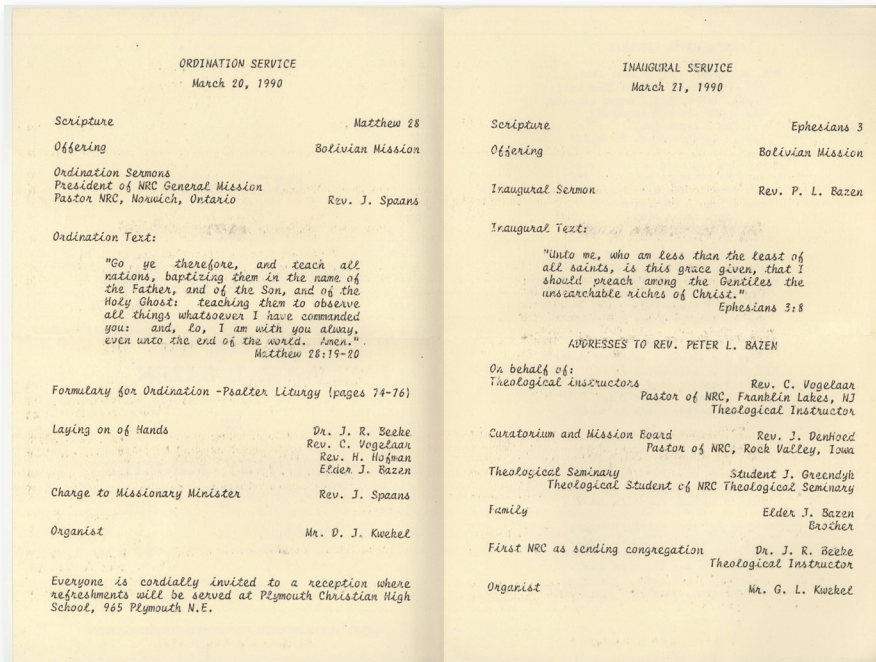 ORDINATION SERVICE
March 20, 1990
Scripture Matthew 28
Offering Bolivian Mission
Ordination Sermons
President of NRC General Mission
Pastor NRC, Norwich, Ontario Rev. J. Spaans
Ordination Text:
"Go ye therefore, and teach all
nations, baptizing them in the name of
the Father, and of the Son, and of the
Holy Ghost: teaching them to observe
all things whatsoever I have commanded
you: and, lo, I am with you alway,
even unto the end of the world. Amen."
Matthew 28:19-20
Formulary for Ordination -Psalter Liturgy (pages 74-76)
Laying on of Hands Dr. J. R. Beeke
Rev. C. Vogelaar
Rev. H. Hofman
Elder J. Bazen
Charge to Missionary Minister Rev. J. Spaans
Organist Mr. D. J. Kwekel
Everyone is cordially invited to a reception where
refreshments will be served at Plymouth Christian High
School, 965 Plymouth N.E.
INAUGURAL SERVICE
March 21, 1990
Scripture Ephesians 3
Offering Bolivian Mission
Inaugural Sermon Rev. P. L. Bazen
Inaugural Text:
"Unto me, who am less than the least of
all saints, is this grace given, that I
should preach among the Gentiles the
unsearchable riches of Christ."
Ephesians 3:8
ADDRESSES TO REV. PETER L. BAZEN
On behalf of:
Theological instructors Rev. C. Vogelaar
Pastor of NRC, Franklin Lakes, NJ
Theological Instructor
Curatorium and Mission Board Rev. J. DenHoed
Pastor of NRC, Rock Valley, Iowa
Theological Seminary Student J. Greendyk
Theological Student of NRC Theological Seminary
Family Elder J. Bazen
Brother
First NRC as sending congregation Dr. J. R. Beeke
Theological Instructor
Organist Mr. G. L. Kwekel